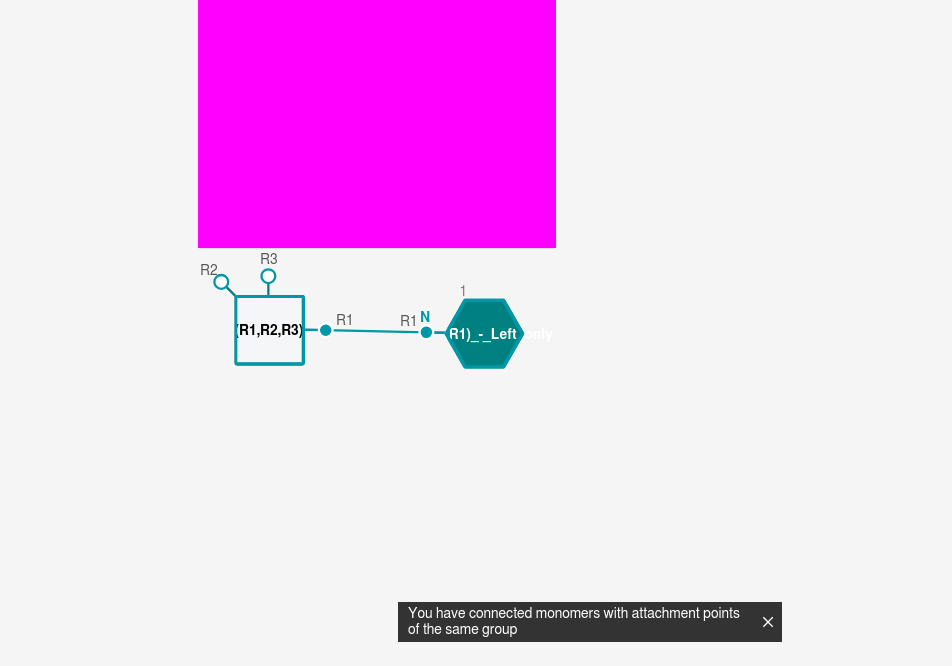 R3
R2
1
R1
R1
N
(R1,R2,R3)
R1)_-_Left only
You have connected monomers with attachment points
of the same group